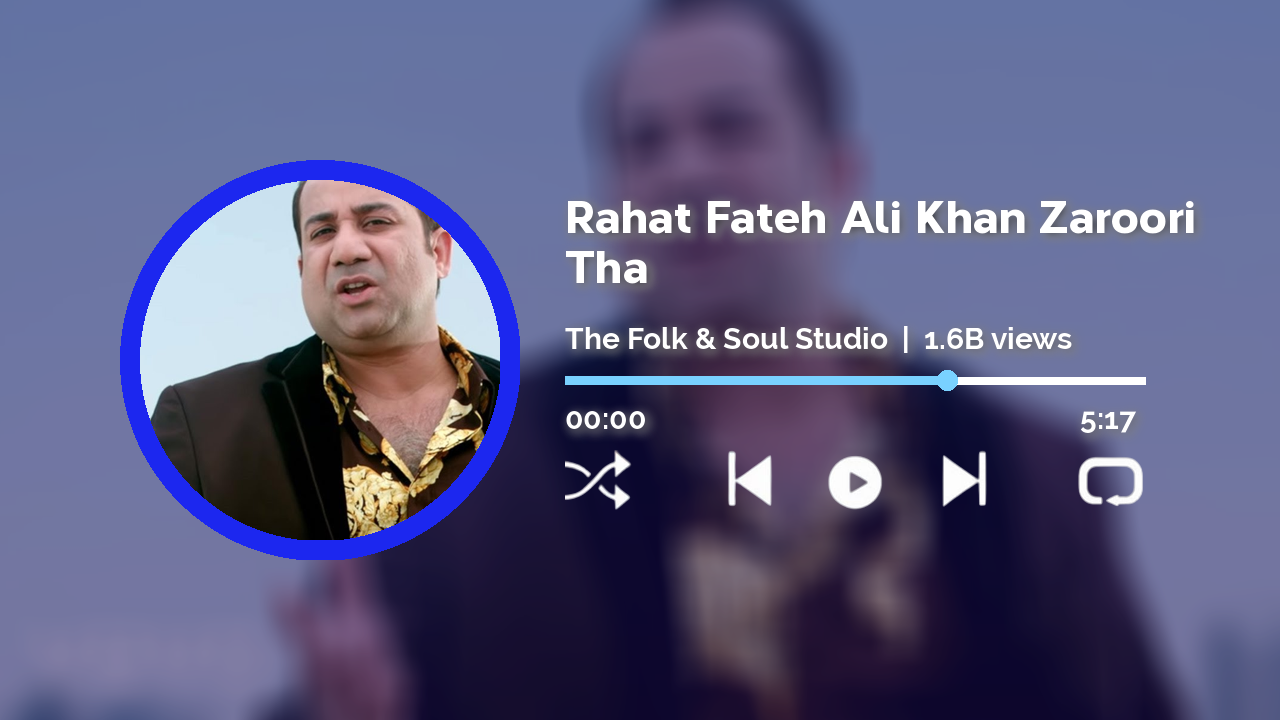 Rahat Fateh Ali Khan Zaroori
Tha
The Folk & Soul Studio | 1.6B views
00:00 5:17